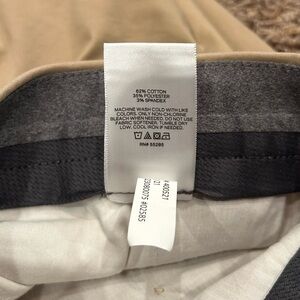 62% COTTON
35% POLYESTER
3% SPANDEX
MACHINE WASH COLD WITH LIKE
COLORS. ONLY NON-CHLORINE
BLEACH WHEN NEEDED. DO NOT USE
FABRIC SOFTENER. TUMBLE DRY
LOW. COOL IRON IF NEEDED.
RN# 55285
#02585